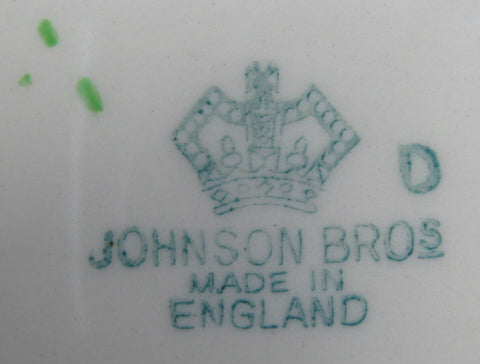 D
JOHNSON BROS
MADE IN
ENGLAND